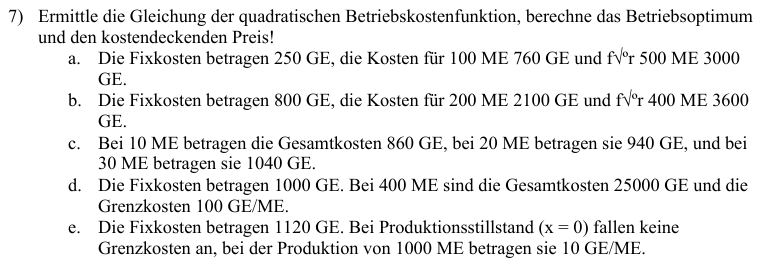 7) Ermittle die Gleichung der quadratischen Betriebskostenfunktion, berechne das Betriebsoptimum
und den kostendeckenden Preis!
a. Die Fixkosten betragen 250 GE, die Kosten für 100 ME 760 GE und f√ºr 500 ME 3000
GE.
b. Die Fixkosten betragen 800 GE, die Kosten für 200 ME 2100 GE und f√ºr 400 ME 3600
GE.
c. Bei 10 ME betragen die Gesamtkosten 860 GE, bei 20 ME betragen sie 940 GE, und bei
30 ME betragen sie 1040 GE.
d. Die Fixkosten betragen 1000 GE. Bei 400 ME sind die Gesamtkosten 25000 GE und die
Grenzkosten 100 GE/ME.
e. Die Fixkosten betragen 1120 GE. Bei Produktionsstillstand (x = 0) fallen keine
Grenzkosten an, bei der Produktion von 1000 ME betragen sie 10 GE/ME.